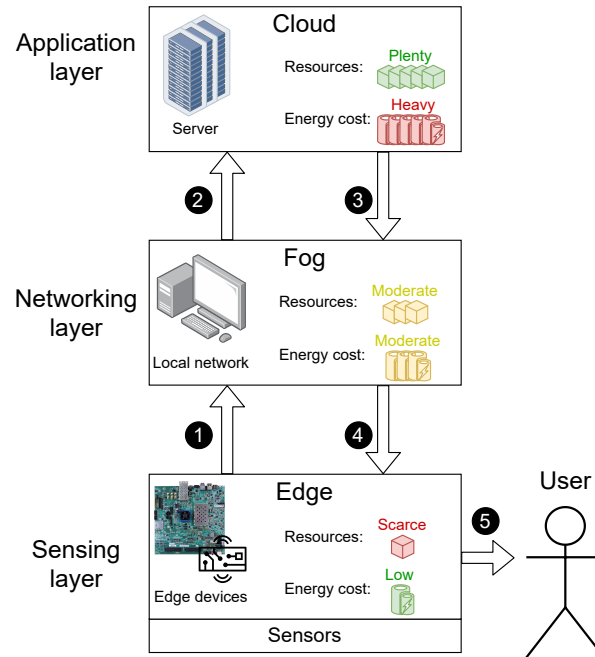 Application
layer
Cloud
Resources:
Plenty
Energy cost:
Heavy
Server
2
3
Networking
layer
Fog
Resources:
Moderate
Energy cost:
Moderate
Local network
1
4
Sensing
layer
Edge
Resources:
Scarce
Energy cost:
Low
Edge devices
Sensors
5
User